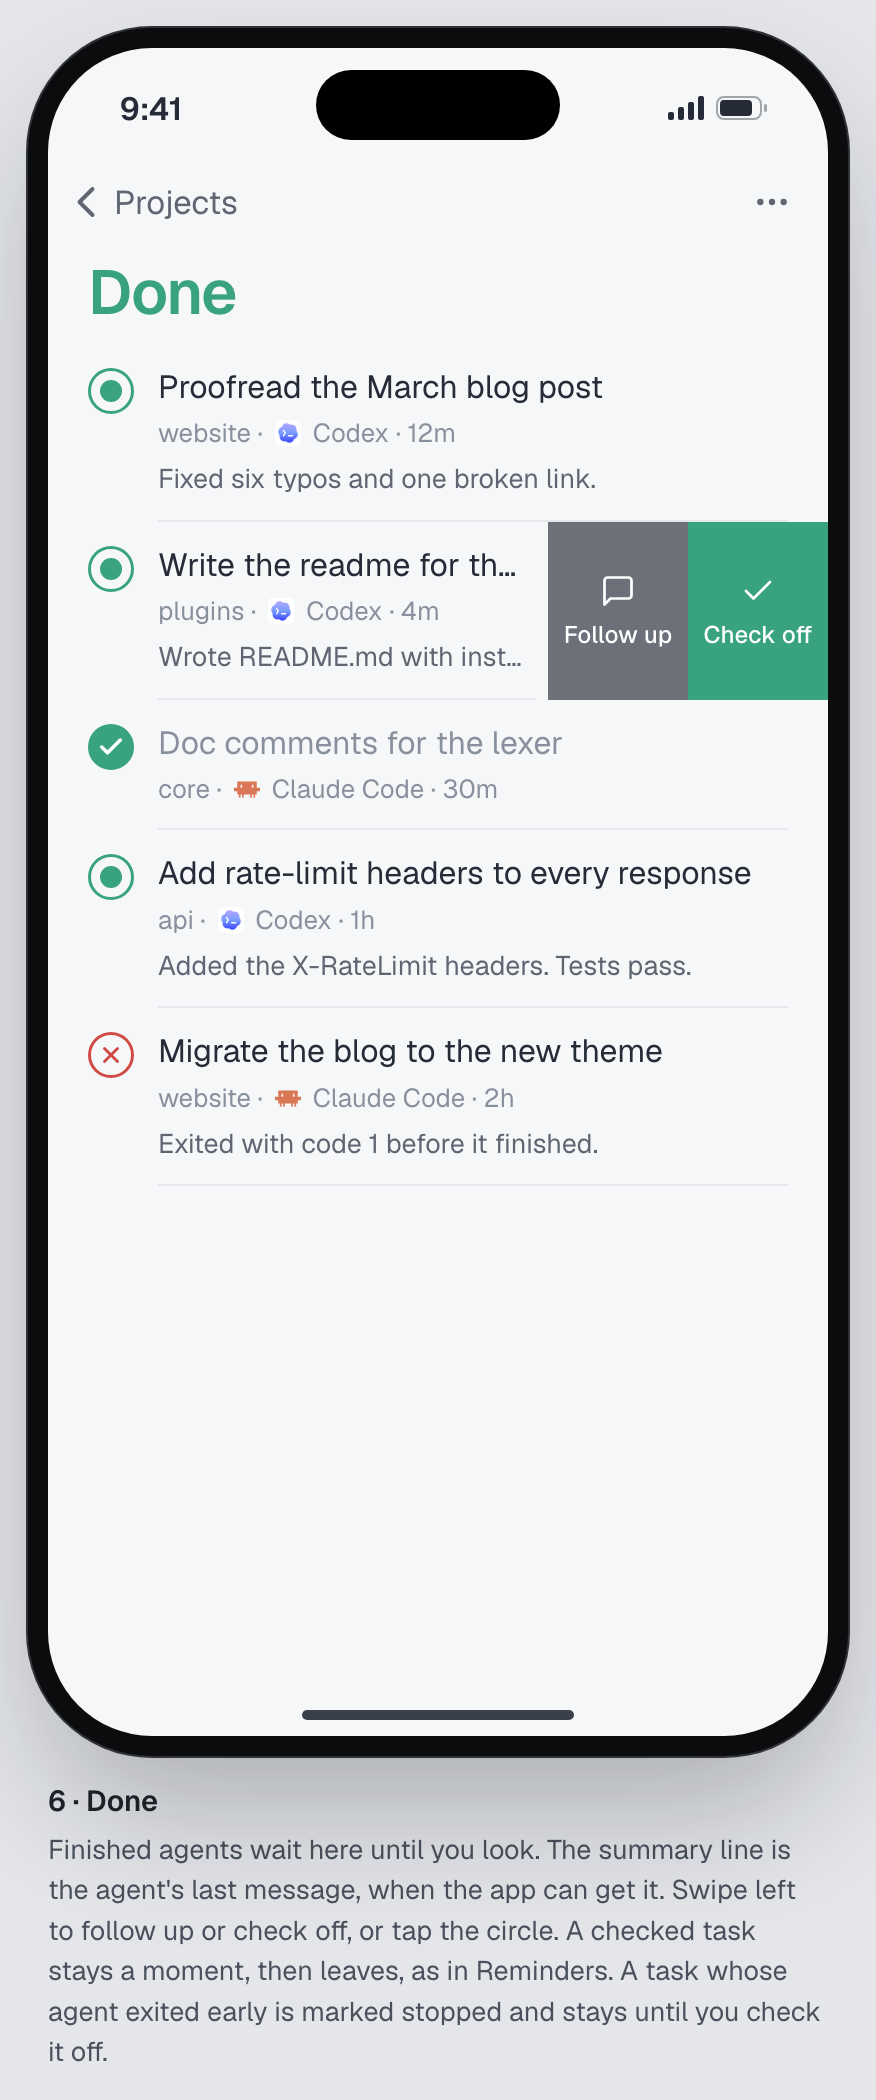 9:41
Projects
Done
Proofread the March blog post
website · Codex · 12m
Fixed six typos and one broken link.
Write the readme for th...
plugins · Codex · 4m
Wrote README.md with inst...
Follow up
Check off
Doc comments for the lexer
core · Claude Code · 30m
Add rate-limit headers to every response
api · Codex · 1h
Added the X-RateLimit headers. Tests pass.
Migrate the blog to the new theme
website · Claude Code · 2h
Exited with code 1 before it finished.
6 · Done
Finished agents wait here until you look. The summary line is
the agent's last message, when the app can get it. Swipe left
to follow up or check off, or tap the circle. A checked task
stays a moment, then leaves, as in Reminders. A task whose
agent exited early is marked stopped and stays until you check
it off.